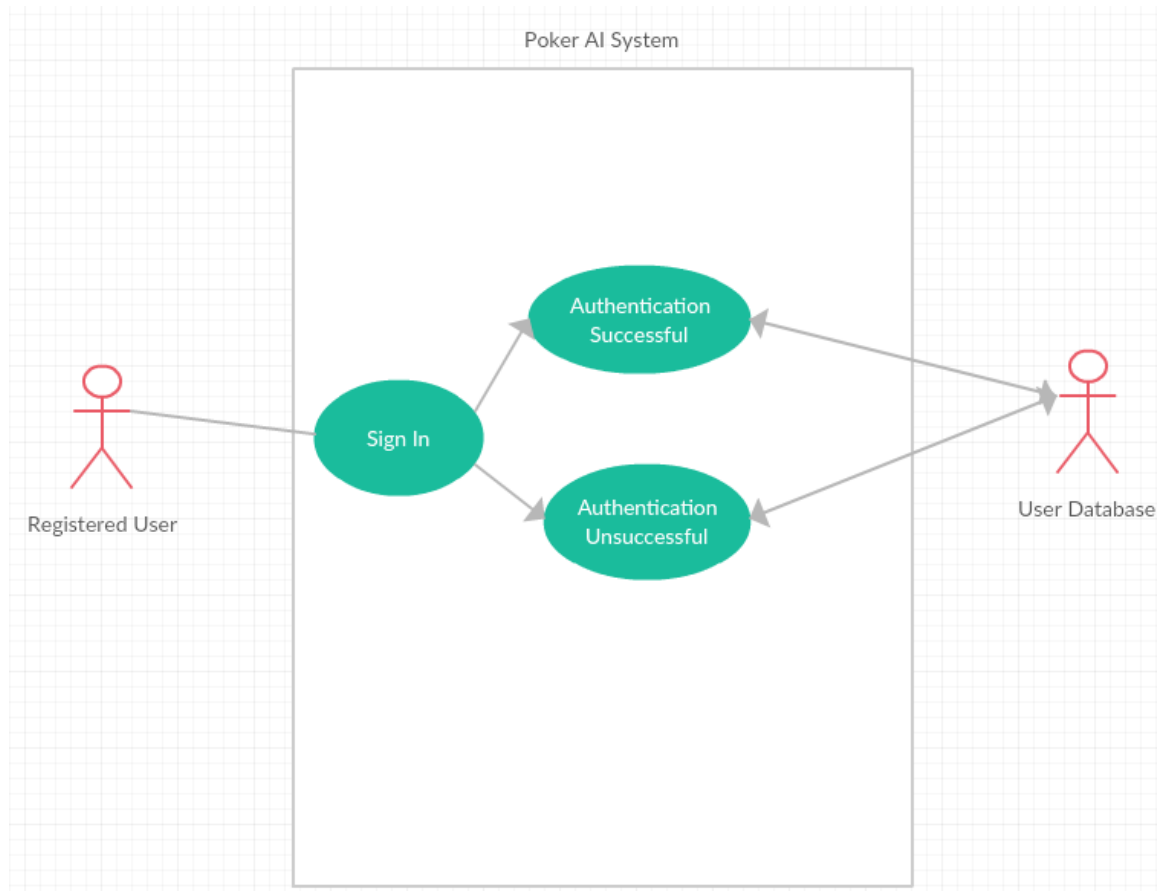 Poker AI System
Authentication
Successful
Sign In
Authentication
Unsuccessful
Registered User
User Database